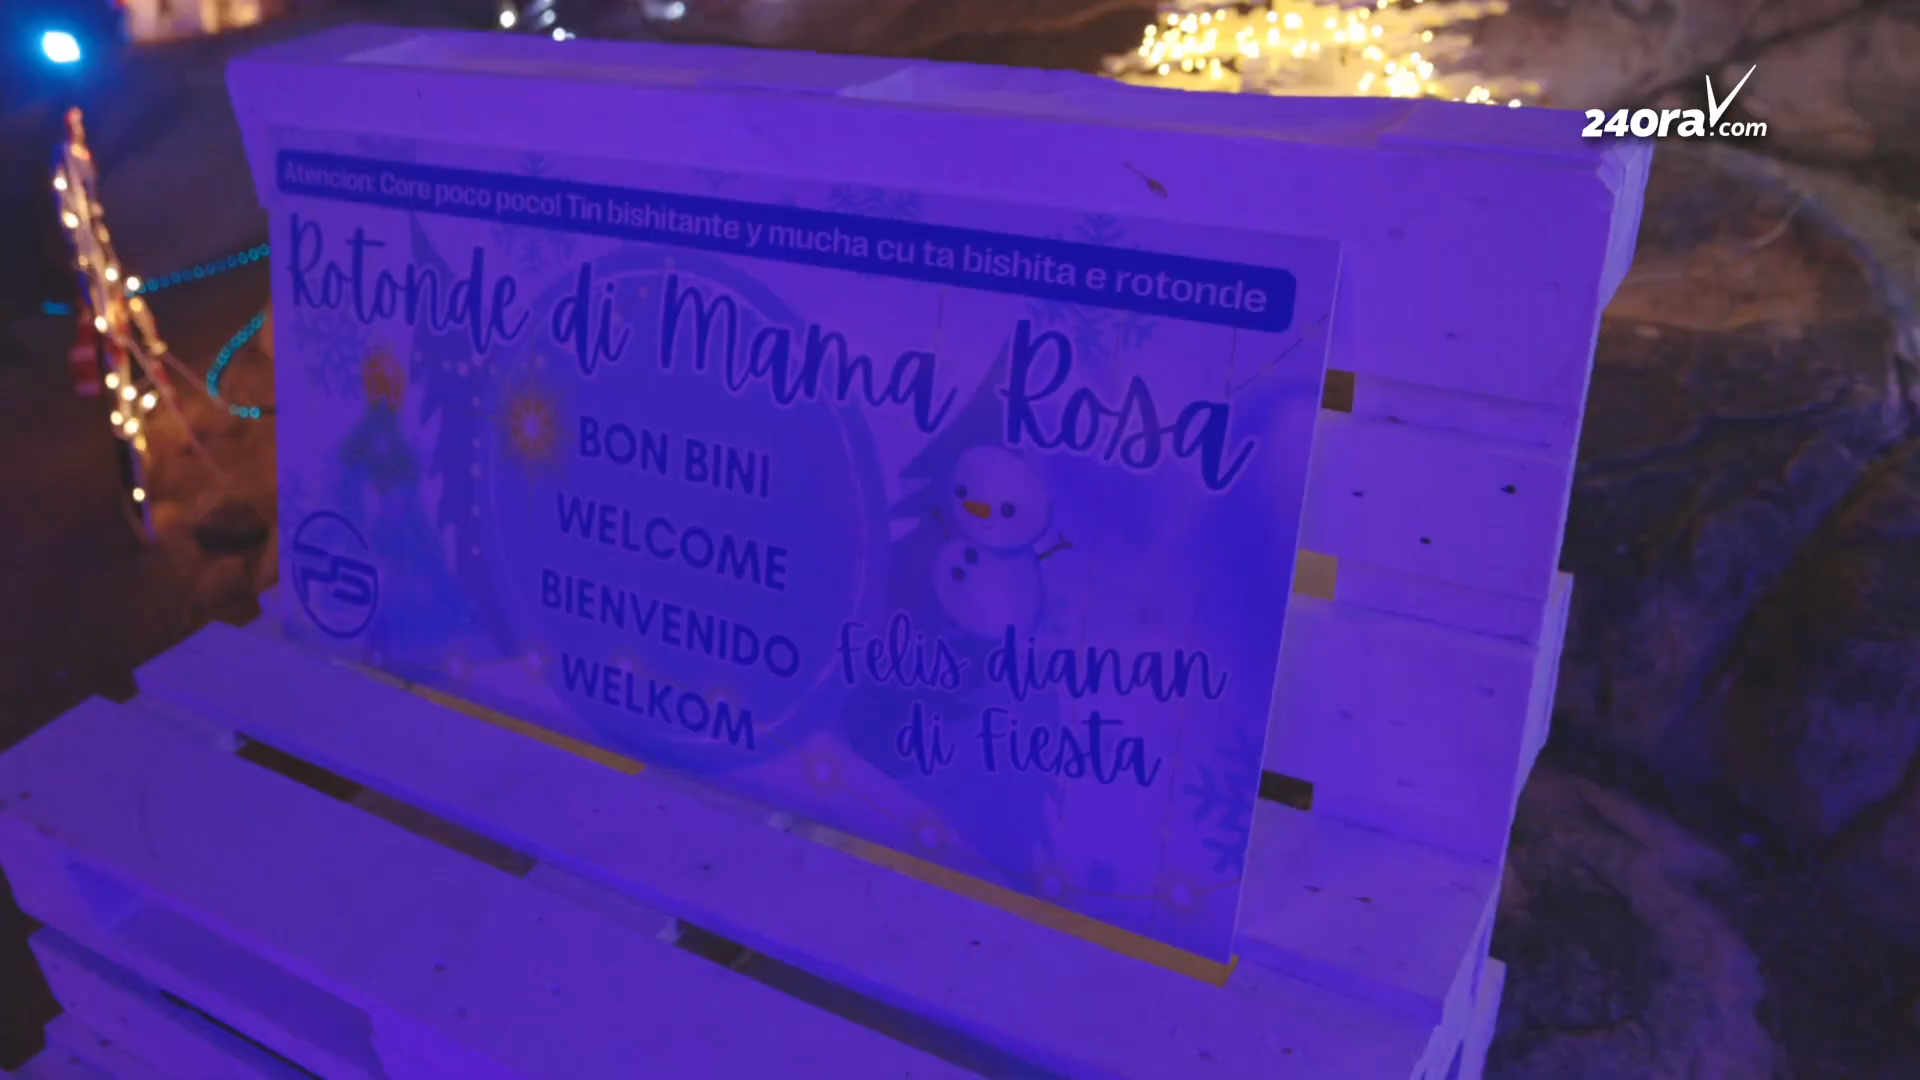 24ora.com
Atencion: Core poco poco! Tin bishitante y mucha cu ta bishita e rotonde
Rotonde di Mama Rosa
BON BINI
WELCOME
BIENVENIDO
WELKOM
Felis dianan
di Fiesta